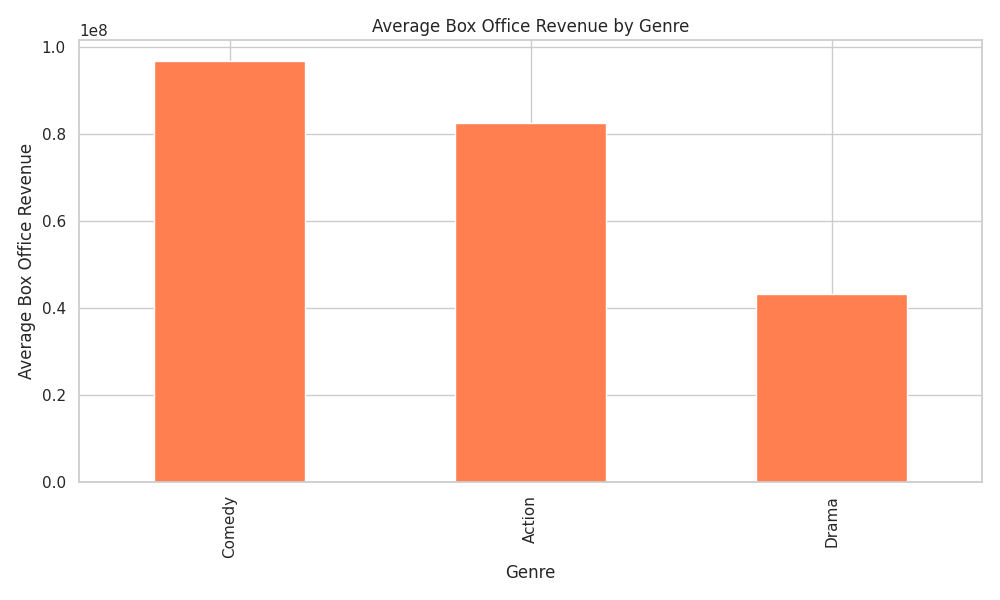 Average Box Office Revenue by Genre
1e8
1.0
0.8
0.6
0.4
0.2
0.0
Average Box Office Revenue
Comedy
Action
Drama
Genre